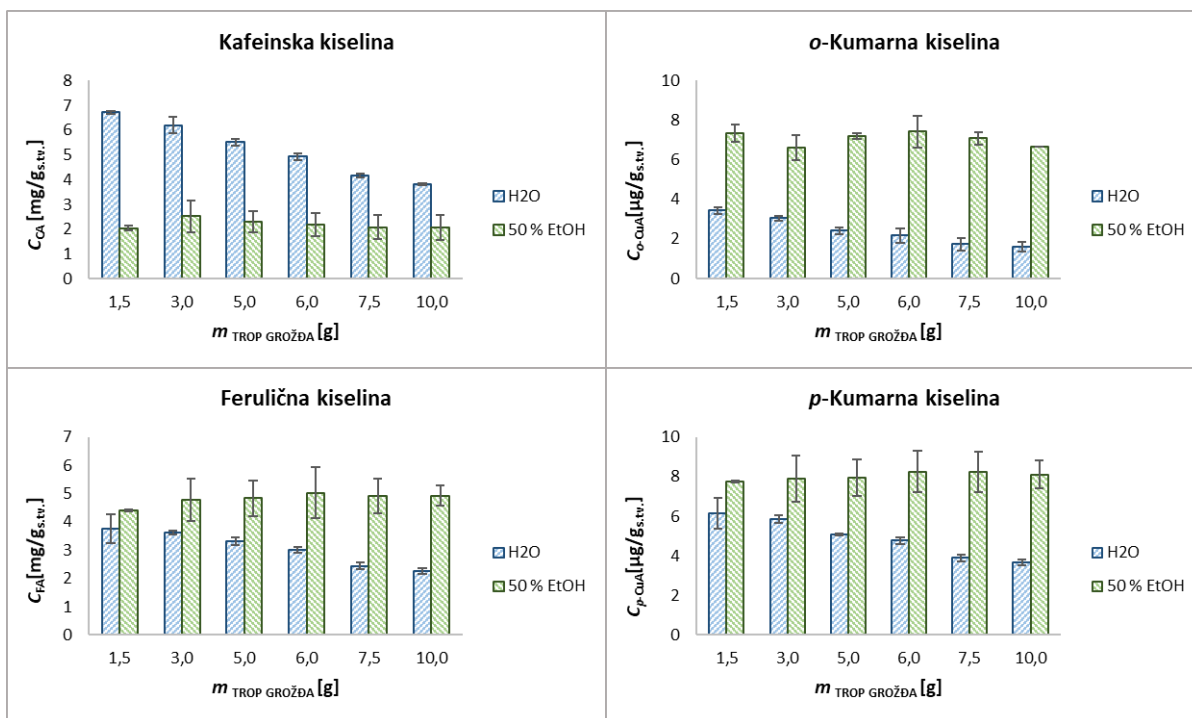 Kafeinska kiselina
C_CA [mg/g_s.tv.]
8
7
6
5
4
3
2
1
0
1,5 3,0 5,0 6,0 7,5 10,0
m TROP GROŽĐA [g]
H2O
50 % EtOH
o-Kumarna kiselina
C_o-CuA[µg/g_s.tv.]
10
8
6
4
2
0
1,5 3,0 5,0 6,0 7,5 10,0
m TROP GROŽĐA [g]
H2O
50 % EtOH
Ferulična kiselina
C_FA[mg/g_s.tv.]
7
6
5
4
3
2
1
0
1,5 3,0 5,0 6,0 7,5 10,0
m TROP GROŽĐA [g]
H2O
50 % EtOH
p-Kumarna kiselina
C_p-CuA[µg/g_s.tv.]
10
8
6
4
2
0
1,5 3,0 5,0 6,0 7,5 10,0
m TROP GROŽĐA [g]
H2O
50 % EtOH